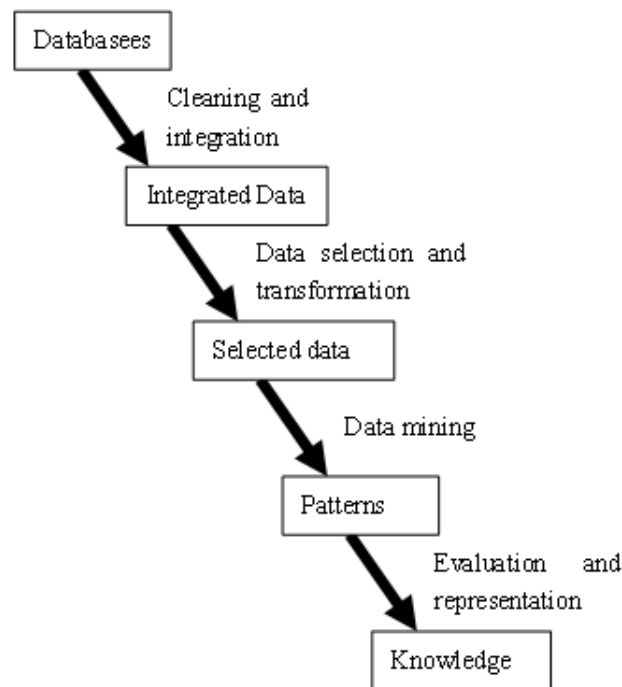 Databasees
Cleaning and
integration
Integrated Data
Data selection and
transformation
Selected data
Data mining
Patterns
Evaluation and
representation
Knowledge